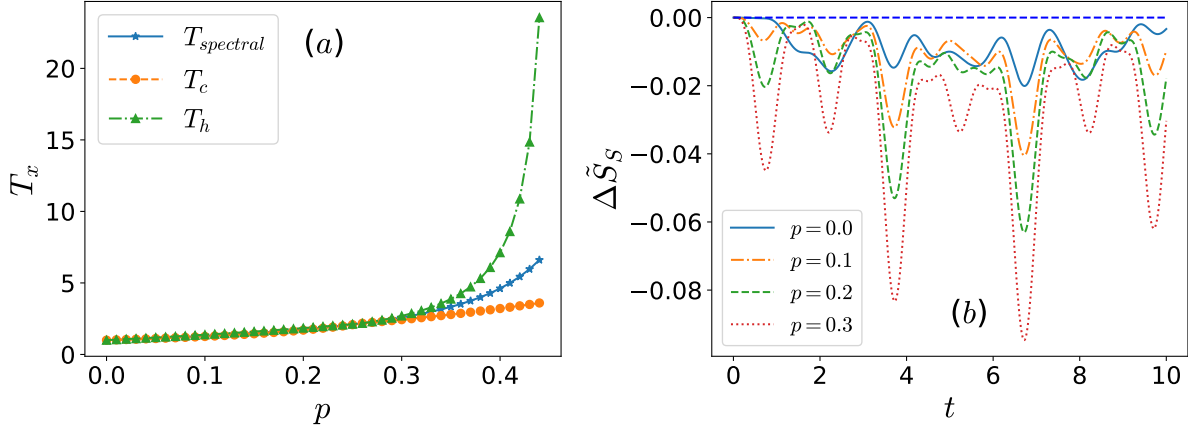 (a)
T_spectral
T_c
T_h
T_x
20
15
10
5
0
0.0 0.1 0.2 0.3 0.4
p
(b)
ΔS̃_S
0.00
−0.02
−0.04
−0.06
−0.08
p = 0.0
p = 0.1
p = 0.2
p = 0.3
0 2 4 6 8 10
t